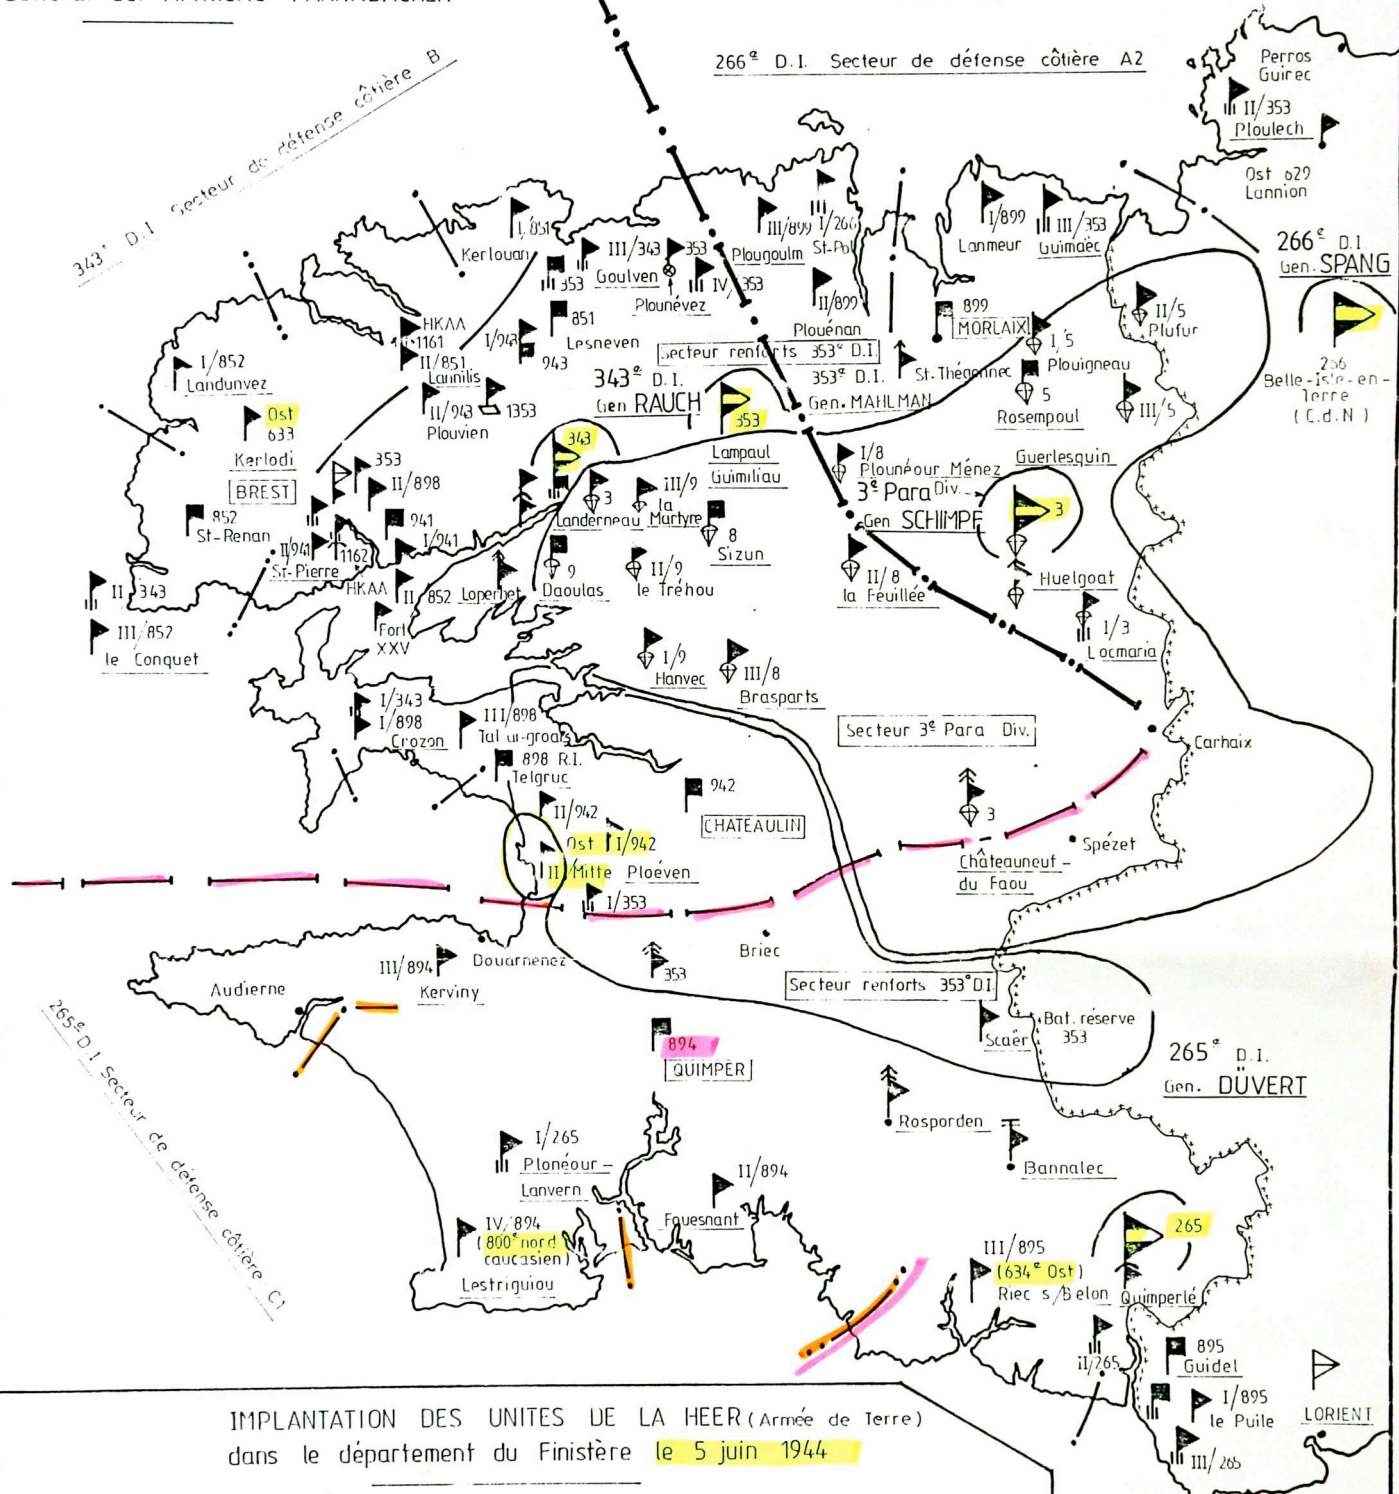 266e D.I. Secteur de défense côtière A2
343e D.I Secteur de défense côtière B
Perros
Guirec
II/353
Ploulech
Ost 629
Lannion
266e D.I.
Gen. SPANG
Belle-Isle-en-
Terre
(C.d.N)
I/851
Kerlouan
III/343
Goulven
353
353
Plounévez
IV/353
III/899
Plougoulm
I/266
St-Pol
I/899
Lanmeur
III/353
Guimaëc
II/899
Plouénan
899
MORLAIX
II/5
Plufur
I/5
Plouigneau
5
Rosempoul
III/5
HKAA
1161
II/851
Lannilis
I/943
943
851
Lesneven
Secteur renforts 353e D.I.
I/852
Landunvez
II/943
Plouvien
1353
343e D.I.
Gen RAUCH
353e D.I.
Gen. MAHLMAN
St-Thégonnec
Ost
633
Kerlodi
BREST
353
Lampaul
Guimiliau
343
353
II/898
I/8
Plounéour Ménez
Guerlesquin
3e Para Div.
Gen SCHIMPF
3
852
St-Renan
941
I/941
II/941
St-Pierre
1162
HKAA
3
Landerneau
III/9
la
Martyre
8
Sizun
9
Daoulas
II/9
le Tréhou
II/8
la Feuillée
Huelgoat
I/3
Locmaria
II/343
III/852
le Conquet
II/852
Loperhet
Fort
XXV
I/9
Hanvec
III/8
Brasparts
I/343
I/898
Crozon
III/898
898 R.I.
Telgruc
Secteur 3e Para Div.
Carhaix
942
CHATEAULIN
II/942
Ost I/942
II/Mitte Ploéven
I/353
3
Châteauneuf-
du Faou
Spézet
Briec
III/894
Kerviny
Douarnenez
353
Audierne
Secteur renforts 353e D.I.
Scaër
Bat. réserve
353
894
QUIMPER
265e D.I.
Gen. DÜVERT
265e D.I Secteur de défense côtière C1
Rosporden
Bannalec
I/265
Plonéour-
Lanvern
II/894
Fouesnant
IV/894
(800e nord
caucasien)
Lestriguiou
III/895
(634e Ost)
Riec s/Belon
265
Quimperlé
II/265
895
Guidel
I/895
le Puile
III/265
LORIENT
IMPLANTATION DES UNITES DE LA HEER (Armée de Terre)
dans le département du Finistère le 5 juin 1944